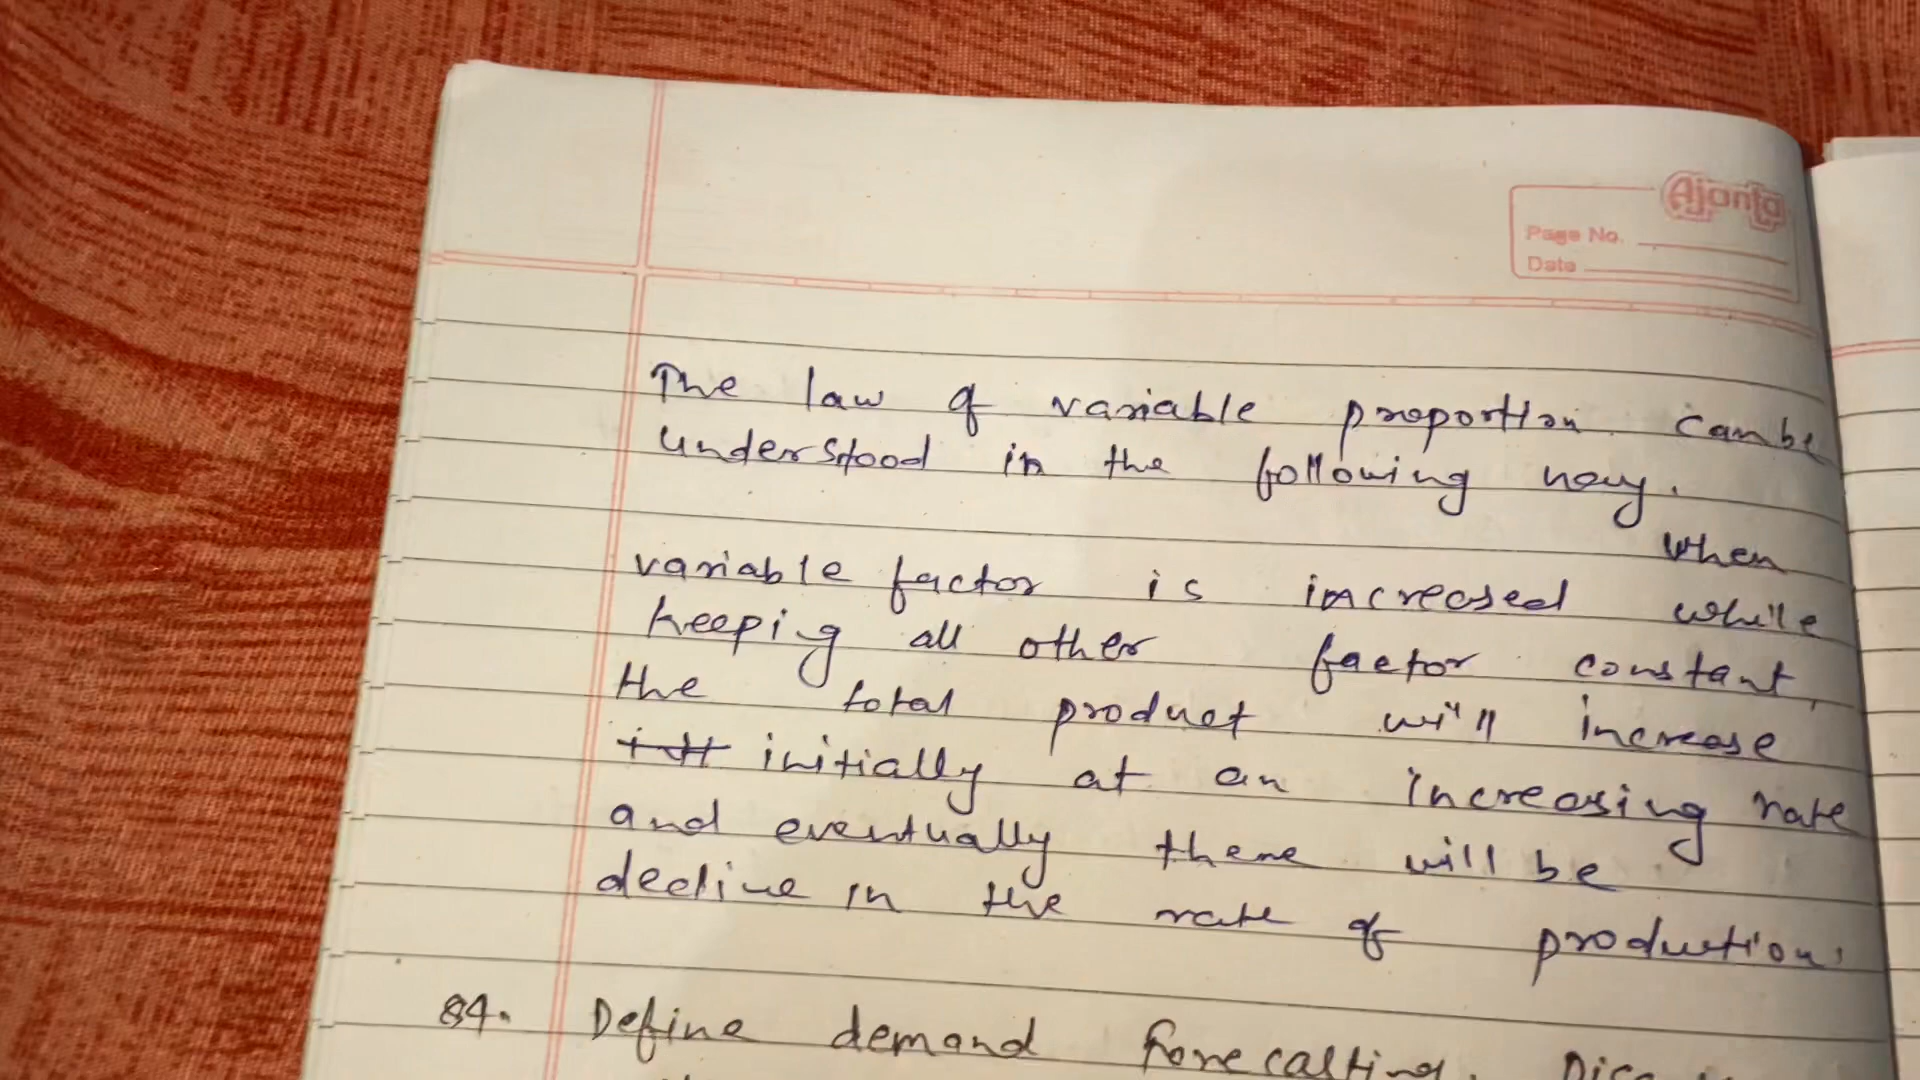 Ajanta
Page No.
Date
The law of variable proportion can be
understood in the following way.
When
variable factor is increased while
keeping all other factor constant,
the total product will increase
initially at an increasing rate
and eventually there will be
decline in the rate of production.
84. Define demand forecasting.